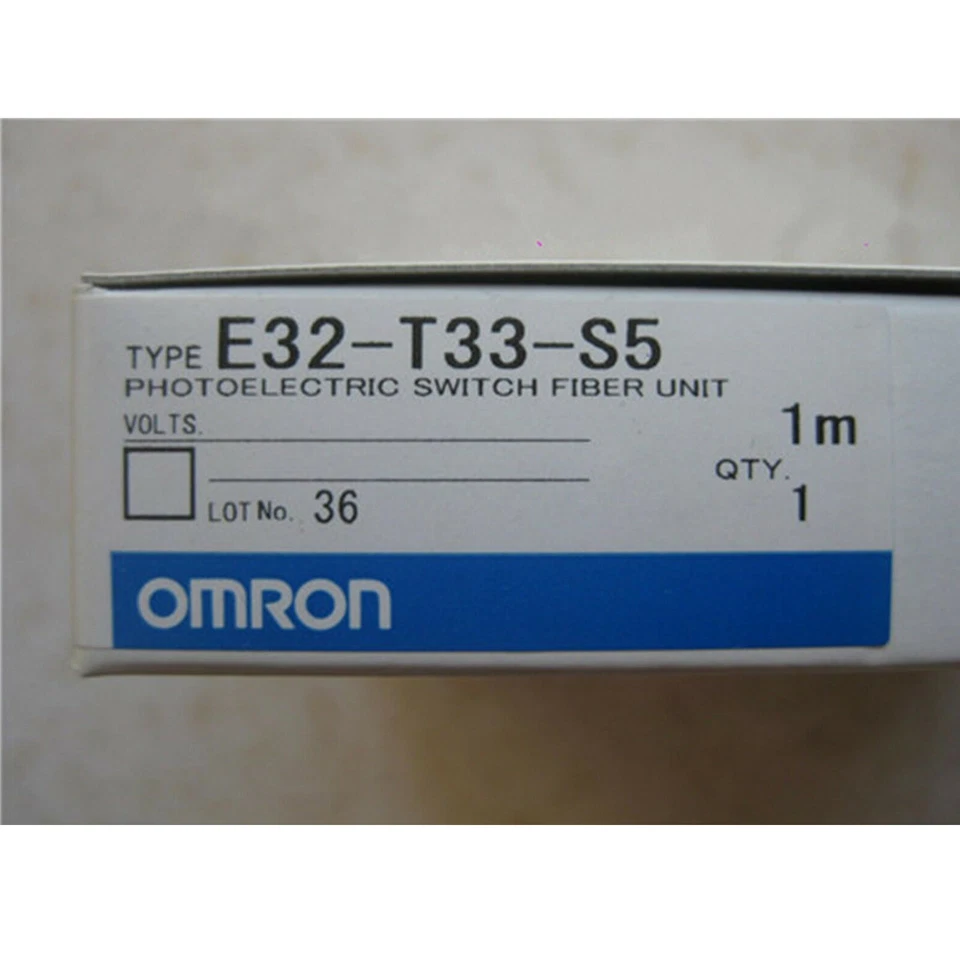 TYPE E32-T33-S5
PHOTOELECTRIC SWITCH FIBER UNIT
VOLTS.
1m
QTY.
1
LOT No. 36
OMRON